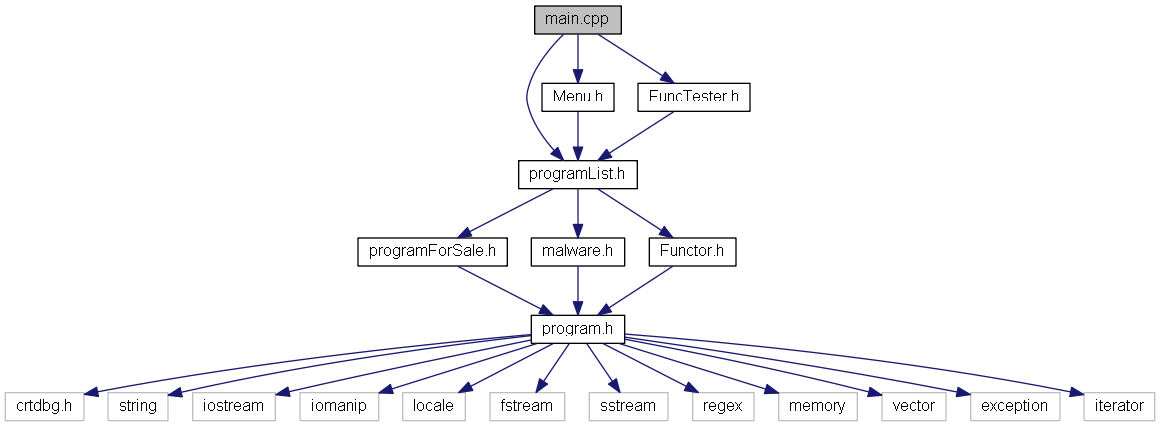 main.cpp
Menu.h
FuncTester.h
programList.h
programForSale.h
malware.h
Functor.h
program.h
crtdbg.h
string
iostream
iomanip
locale
fstream
sstream
regex
memory
vector
exception
iterator